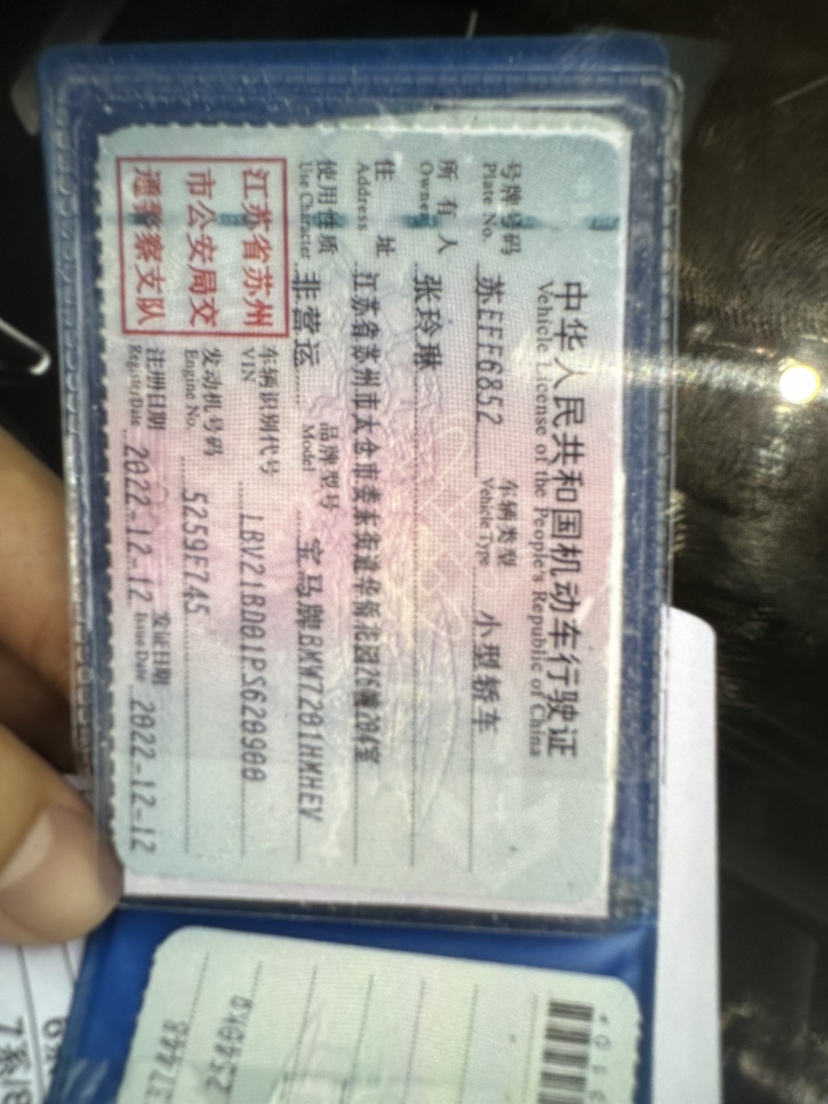 中华人民共和国机动车行驶证
Vehicle License of the People's Republic of China
号牌号码 苏EFF6852 车辆类型 小型轿车
Plate No. Vehicle Type
所有人 张玲琳
Owner
住址 江苏省苏州市太仓市娄东街道华侨花园26幢204室
Address
使用性质 非营运 品牌型号 宝马牌BMW7201HMHEV
Use Character Model
江苏省苏州
市公安局交
通警察支队
车辆识别代号 LBV21BD01PS620900
VIN
发动机号码 5259F745
Engine No.
注册日期 2022-12-12 发证日期 2022-12-12
Register Date Issue Date